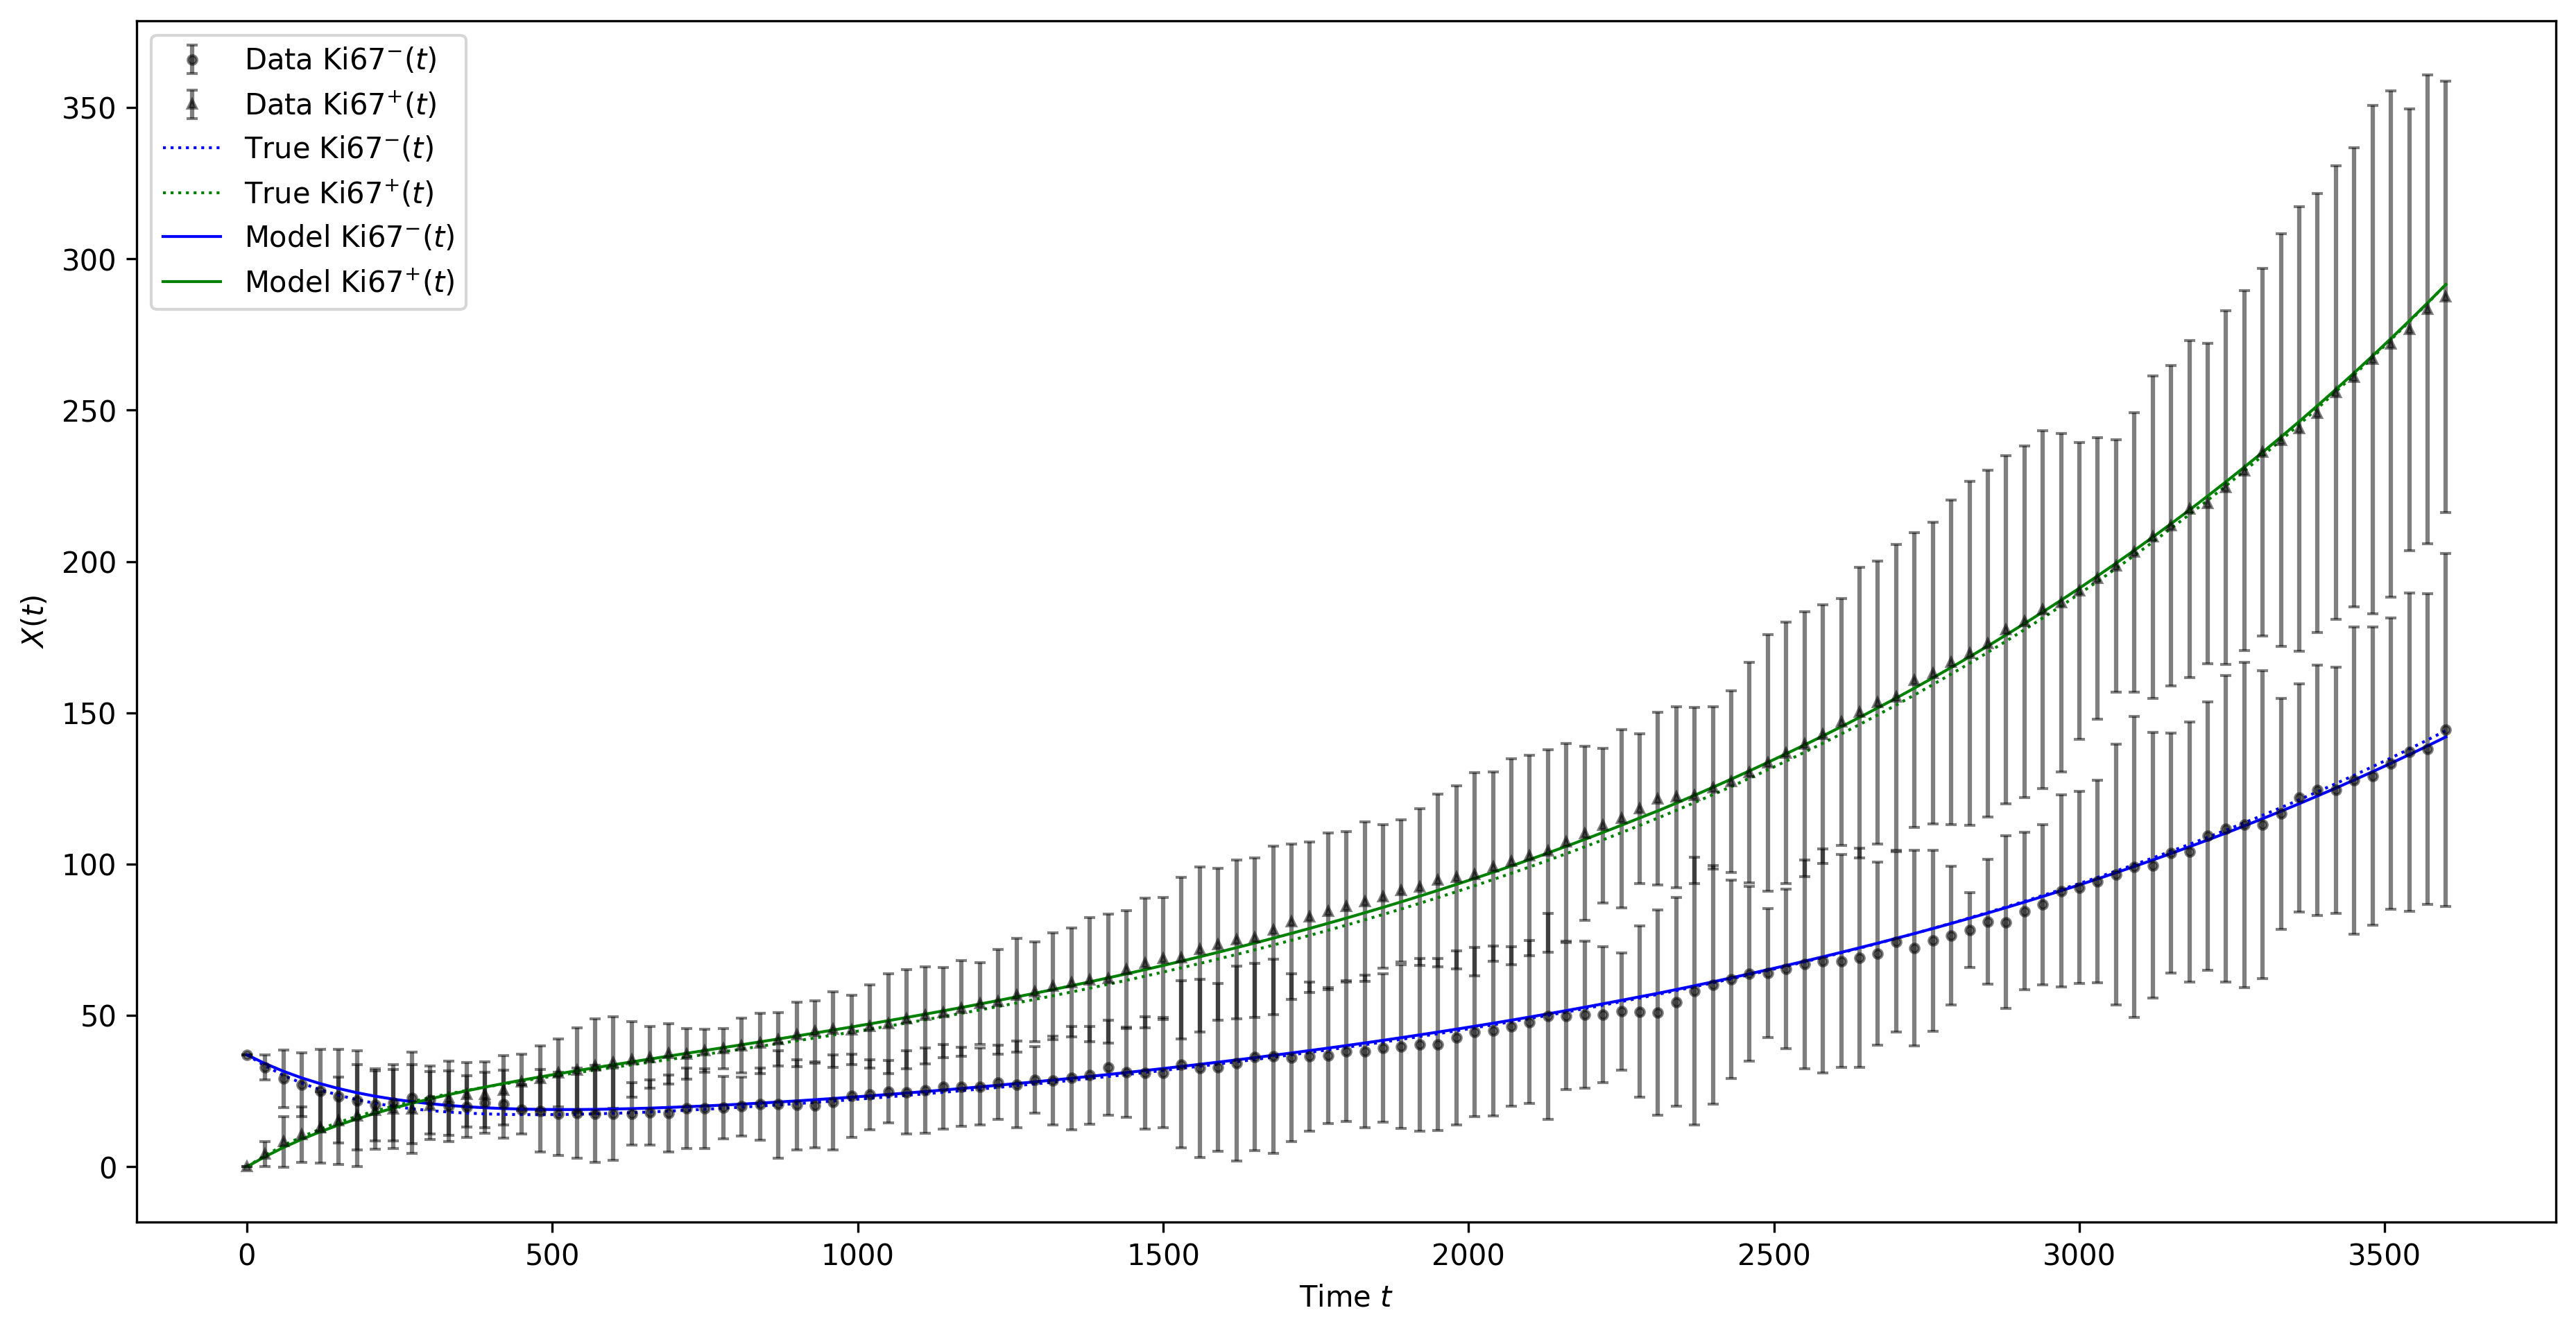 Data Ki67⁻(t)
Data Ki67⁺(t)
True Ki67⁻(t)
True Ki67⁺(t)
Model Ki67⁻(t)
Model Ki67⁺(t)
350
300
250
200
150
100
50
0
X(t)
0 500 1000 1500 2000 2500 3000 3500
Time t